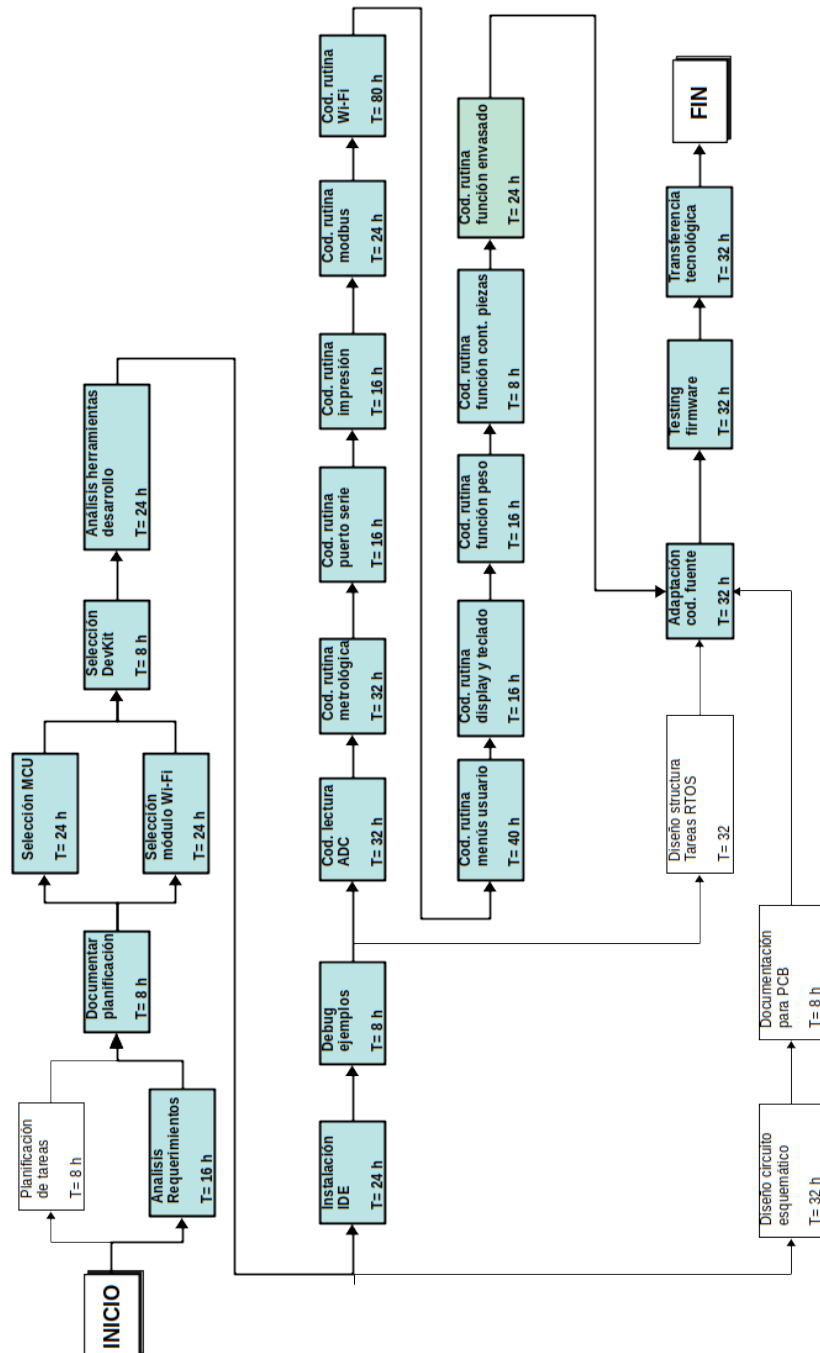 INICIO
Planificación
de tareas
T= 8 h
Analisis
Requerimientos
T= 16 h
Documentar
planificación
T= 8 h
Selección MCU
T= 24 h
Selección
módulo Wi-Fi
T= 24 h
Selección
DevKit
T= 8 h
Análisis herramientas
desarrollo
T= 24 h
Instalación
IDE
T= 24 h
Debug
ejemplos
T= 8 h
Cod. lectura
ADC
T= 32 h
Cod. rutina
metrológica
T= 32 h
Cod. rutina
puerto serie
T= 16 h
Cod. rutina
impresión
T= 16 h
Cod. rutina
modbus
T= 24 h
Cod. rutina
Wi-Fi
T= 80 h
Cod. rutina
menús usuario
T= 40 h
Cod. rutina
display y teclado
T= 16 h
Cod. rutina
función peso
T= 16 h
Cod. rutina
función cont. piezas
T= 8 h
Cod. rutina
función envasado
T= 24 h
Diseño structura
Tareas RTOS
T= 32
Diseño circuito
esquemático
T= 32 h
Documentación
para PCB
T= 8 h
Adaptación
cod. fuente
T= 32 h
Testing
firmware
T= 32 h
Transferencia
tecnológica
T= 32 h
FIN